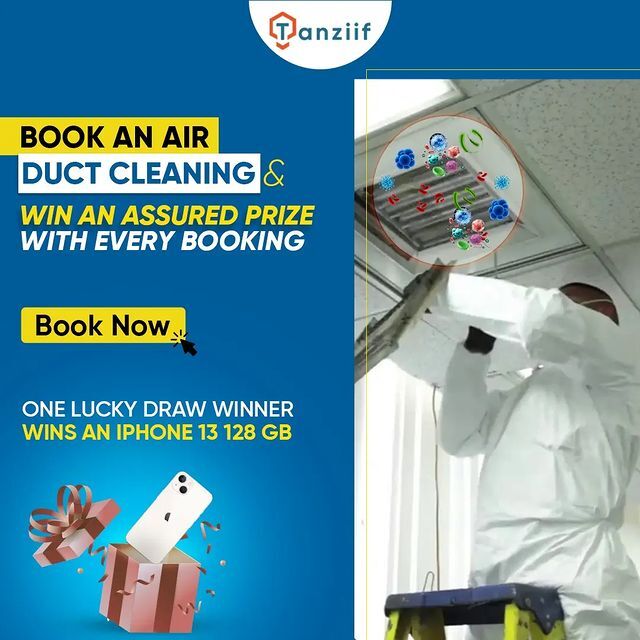 Tanziif
BOOK AN AIR
DUCT CLEANING &
WIN AN ASSURED PRIZE
WITH EVERY BOOKING
Book Now
ONE LUCKY DRAW WINNER
WINS AN IPHONE 13 128 GB